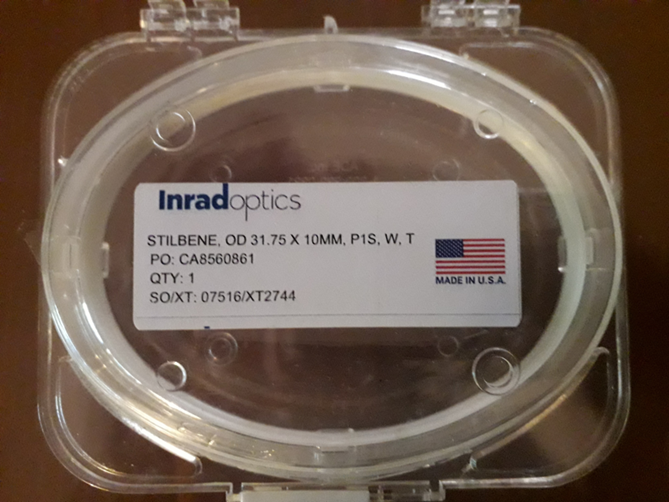 Inradoptics
STILBENE, OD 31.75 X 10MM, P1S, W, T
PO: CA8560861
QTY: 1
SO/XT: 07516/XT2744
MADE IN U.S.A.